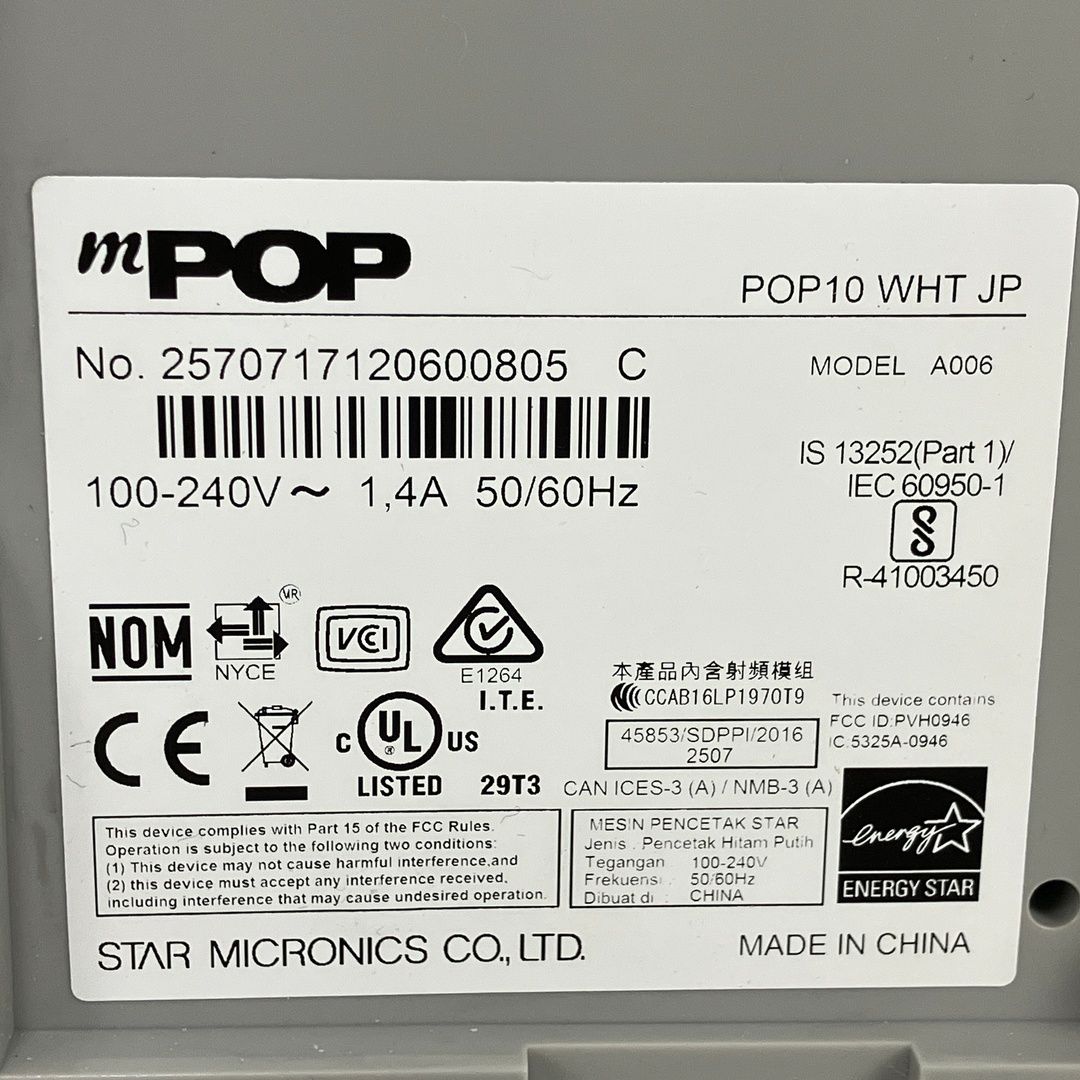 mPOP
POP10 WHT JP
No. 2570717120600805 C
MODEL A006
100-240V~ 1,4A 50/60Hz
IS 13252(Part 1)/
IEC 60950-1
R-41003450
NOM
NYCE
MR
VCI
E1264
I.T.E.
本產品內含射頻模組
CCAB16LP1970T9
This device contains
FCC ID:PVH0946
IC:5325A-0946
45853/SDPPI/2016
2507
CE
C UL US
®
LISTED 29T3
CAN ICES-3 (A) / NMB-3 (A)
This device complies with Part 15 of the FCC Rules.
Operation is subject to the following two conditions:
(1) This device may not cause harmful interference,and
(2) this device must accept any interference received,
including interference that may cause undesired operation.
MESIN PENCETAK STAR
Jenis : Pencetak Hitam Putih
Tegangan : 100-240V
Frekuensi : 50/60Hz
Dibuat di : CHINA
energy
ENERGY STAR
STAR MICRONICS CO., LTD.
MADE IN CHINA